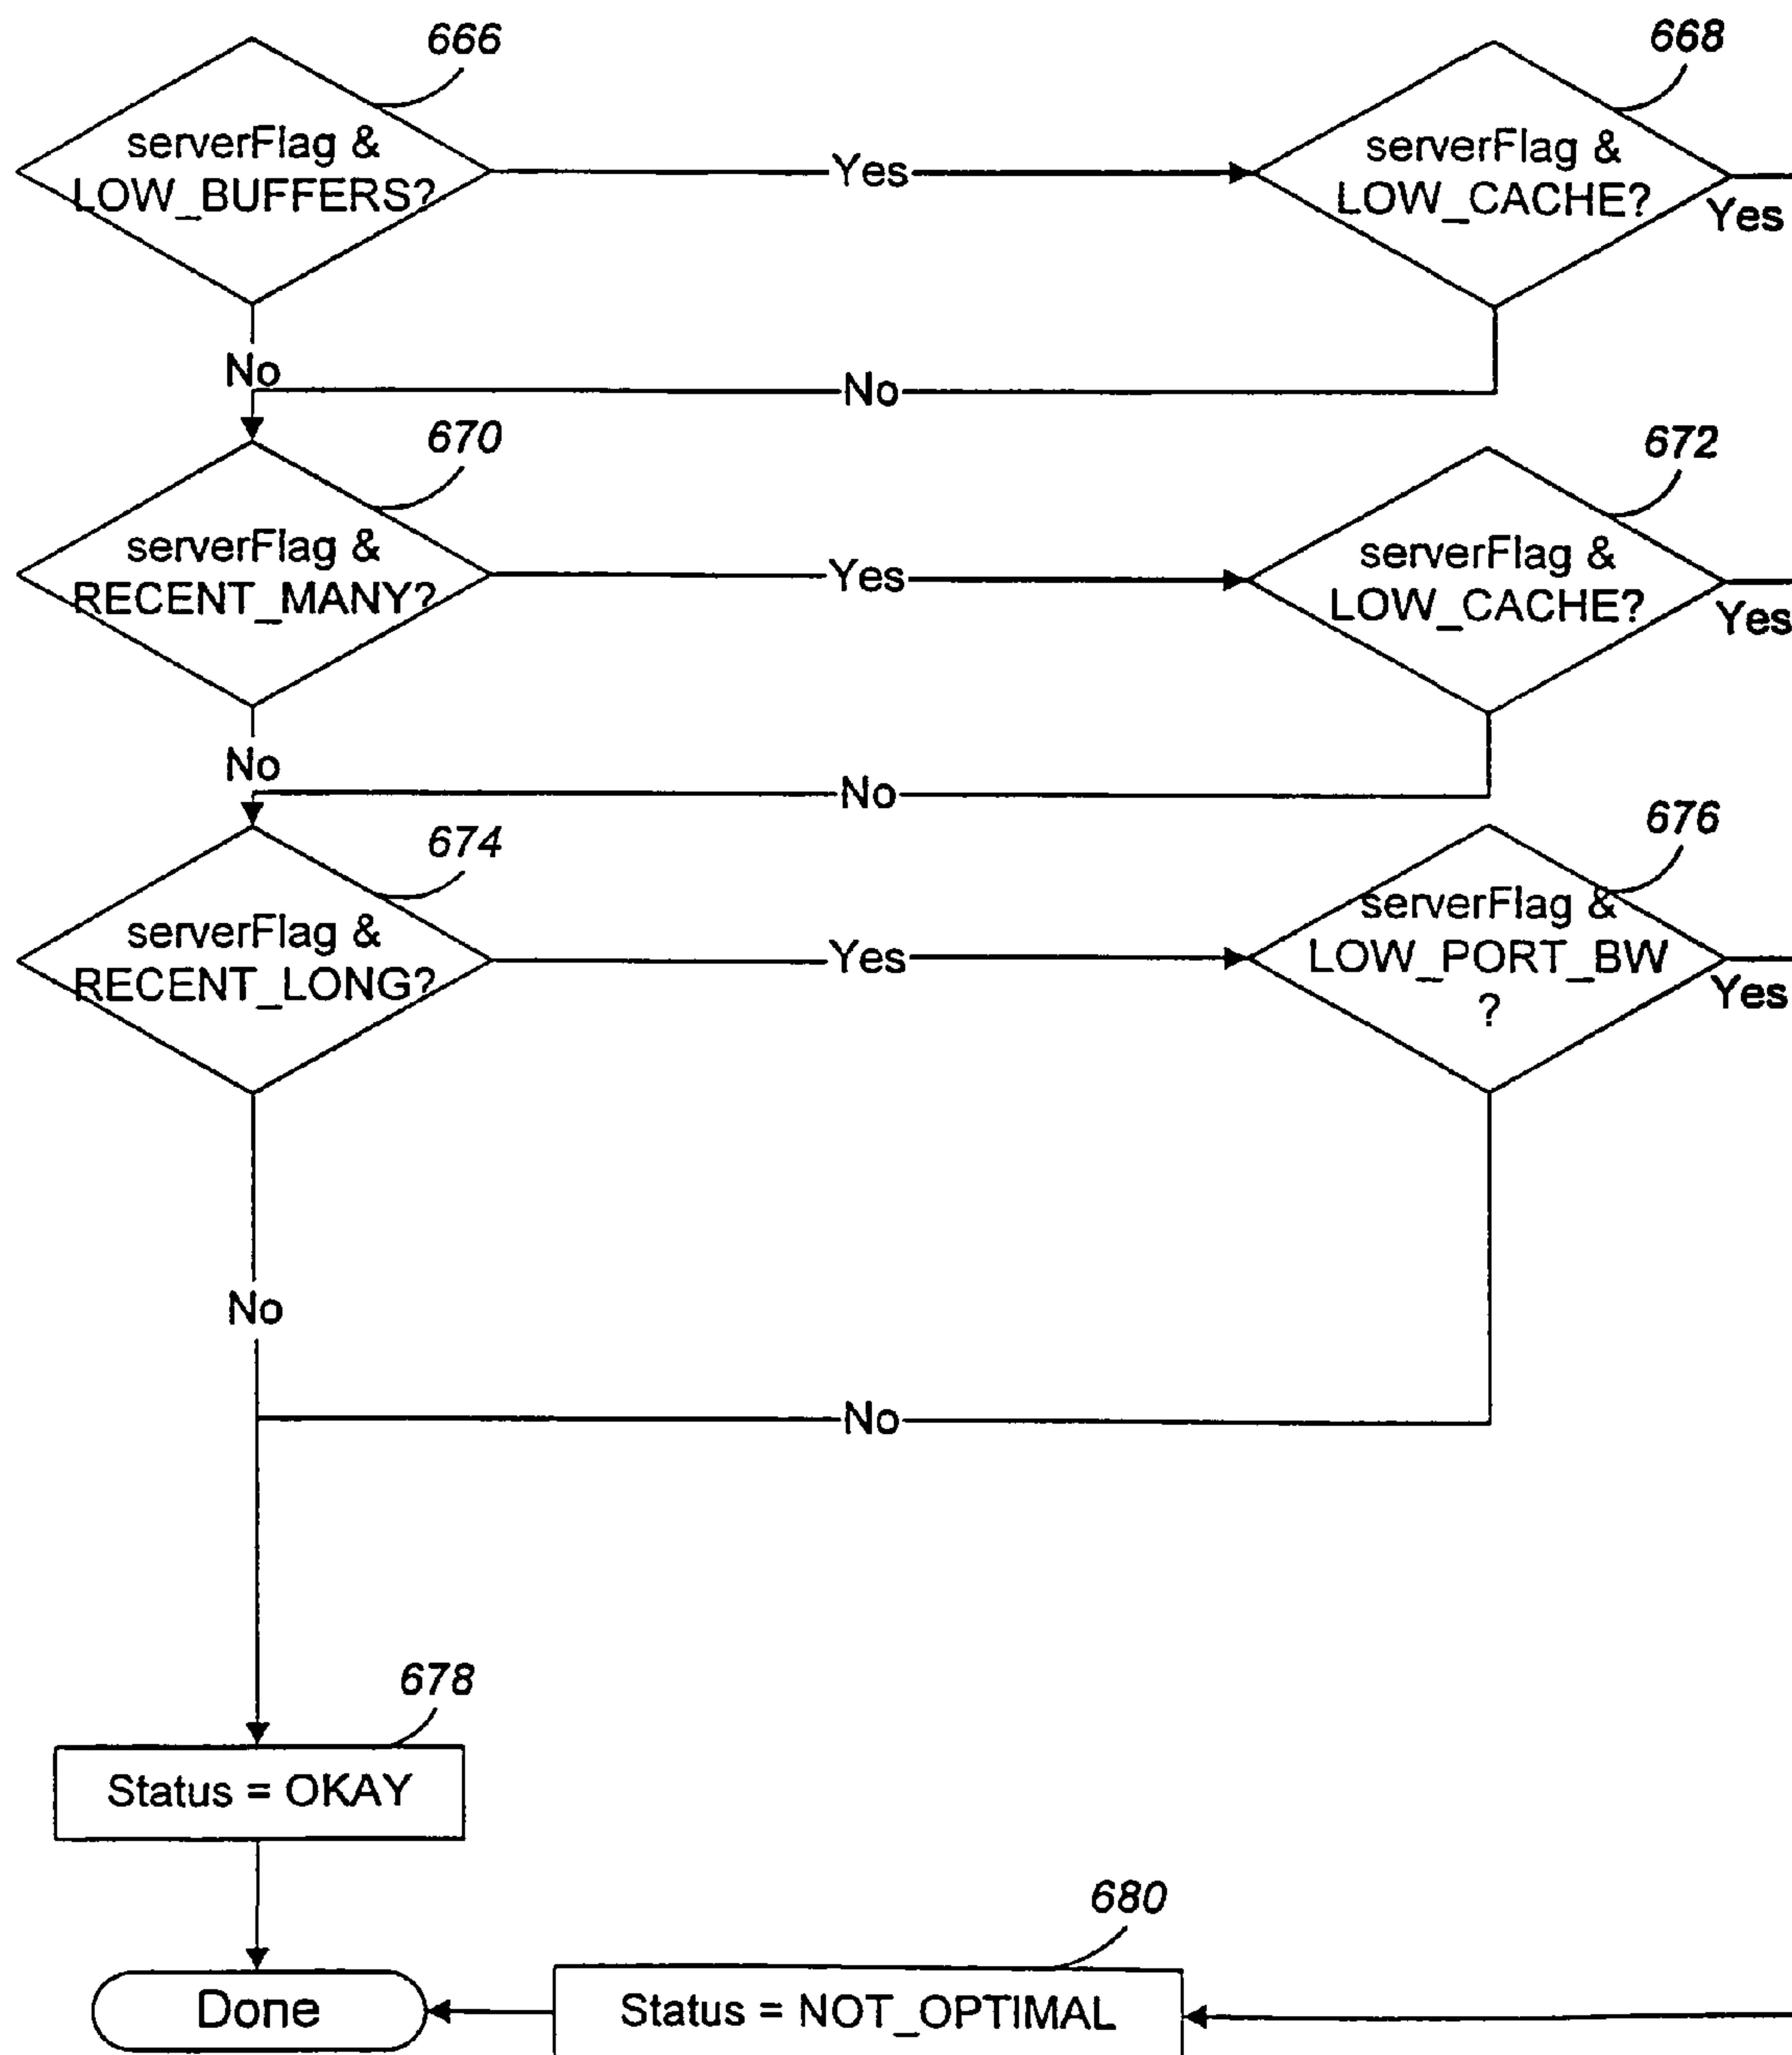 666
668
serverFlag &
LOW_BUFFERS?
Yes
serverFlag &
LOW_CACHE?
Yes
No
No
670
672
serverFlag &
RECENT_MANY?
Yes
serverFlag &
LOW_CACHE?
Yes
No
No
674
676
serverFlag &
RECENT_LONG?
Yes
serverFlag &
LOW_PORT_BW
?
Yes
No
No
678
Status = OKAY
680
Done
Status = NOT_OPTIMAL